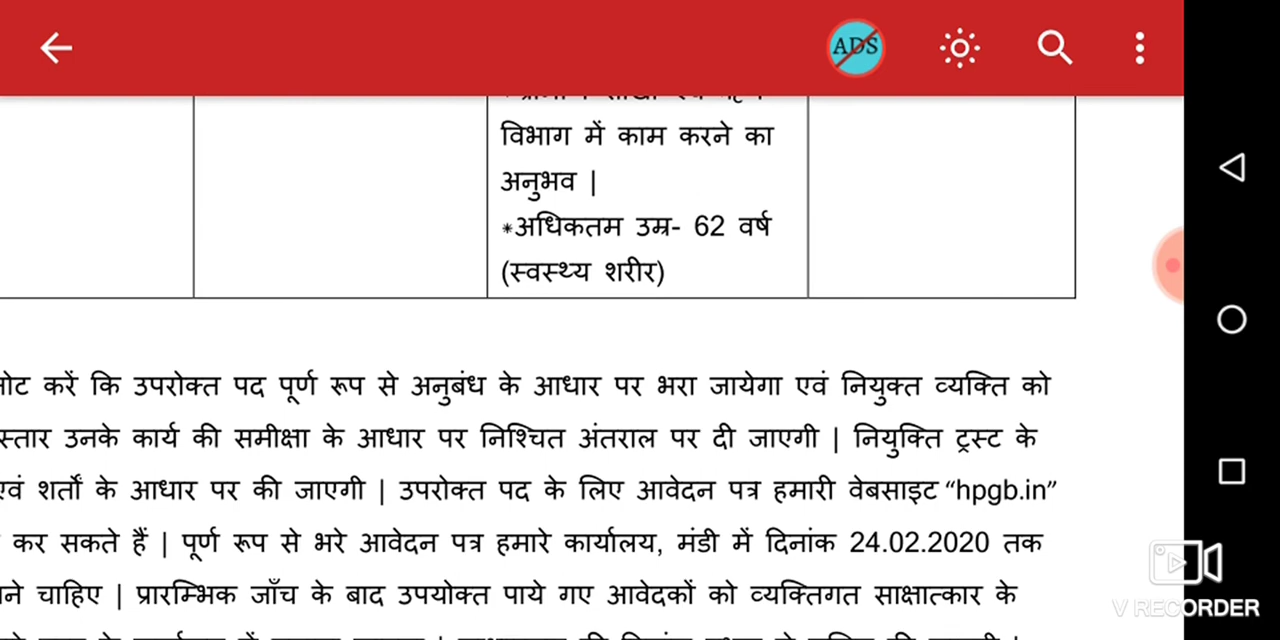 ADS
विभाग में काम करने का
अनुभव |
*अधिकतम उम्र- 62 वर्ष
(स्वस्थ्य शरीर)
करें कि उपरोक्त पद पूर्ण रूप से अनुबंध के आधार पर भरा जायेगा एवं नियुक्त व्यक्ति को
उनके कार्य की समीक्षा के आधार पर निश्चित अंतराल पर दी जाएगी | नियुक्ति ट्रस्ट के
एवं शर्तों के आधार पर की जाएगी | उपरोक्त पद के लिए आवेदन पत्र हमारी वेबसाइट “hpgb.in”
कर सकते हैं | पूर्ण रूप से भरे आवेदन पत्र हमारे कार्यालय, मंडी में दिनांक 24.02.2020 तक
चाहिए | प्रारम्भिक जाँच के बाद उपयोक्त पाये गए आवेदकों को व्यक्तिगत साक्षात्कार के
V RECORDER